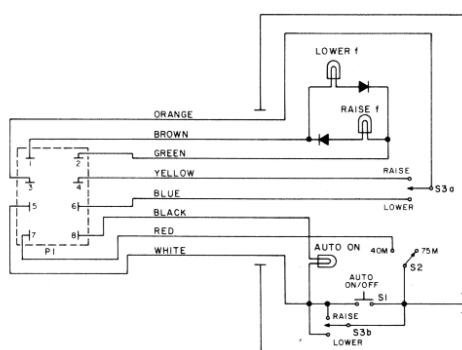 LOWER f
RAISE f
ORANGE
BROWN
GREEN
YELLOW
BLUE
BLACK
RED
WHITE
1
2
3
4
5
6
7
8
P1
RAISE
S3a
LOWER
AUTO ON
40M
75M
S2
AUTO
ON/OFF
S1
RAISE
S3b
LOWER